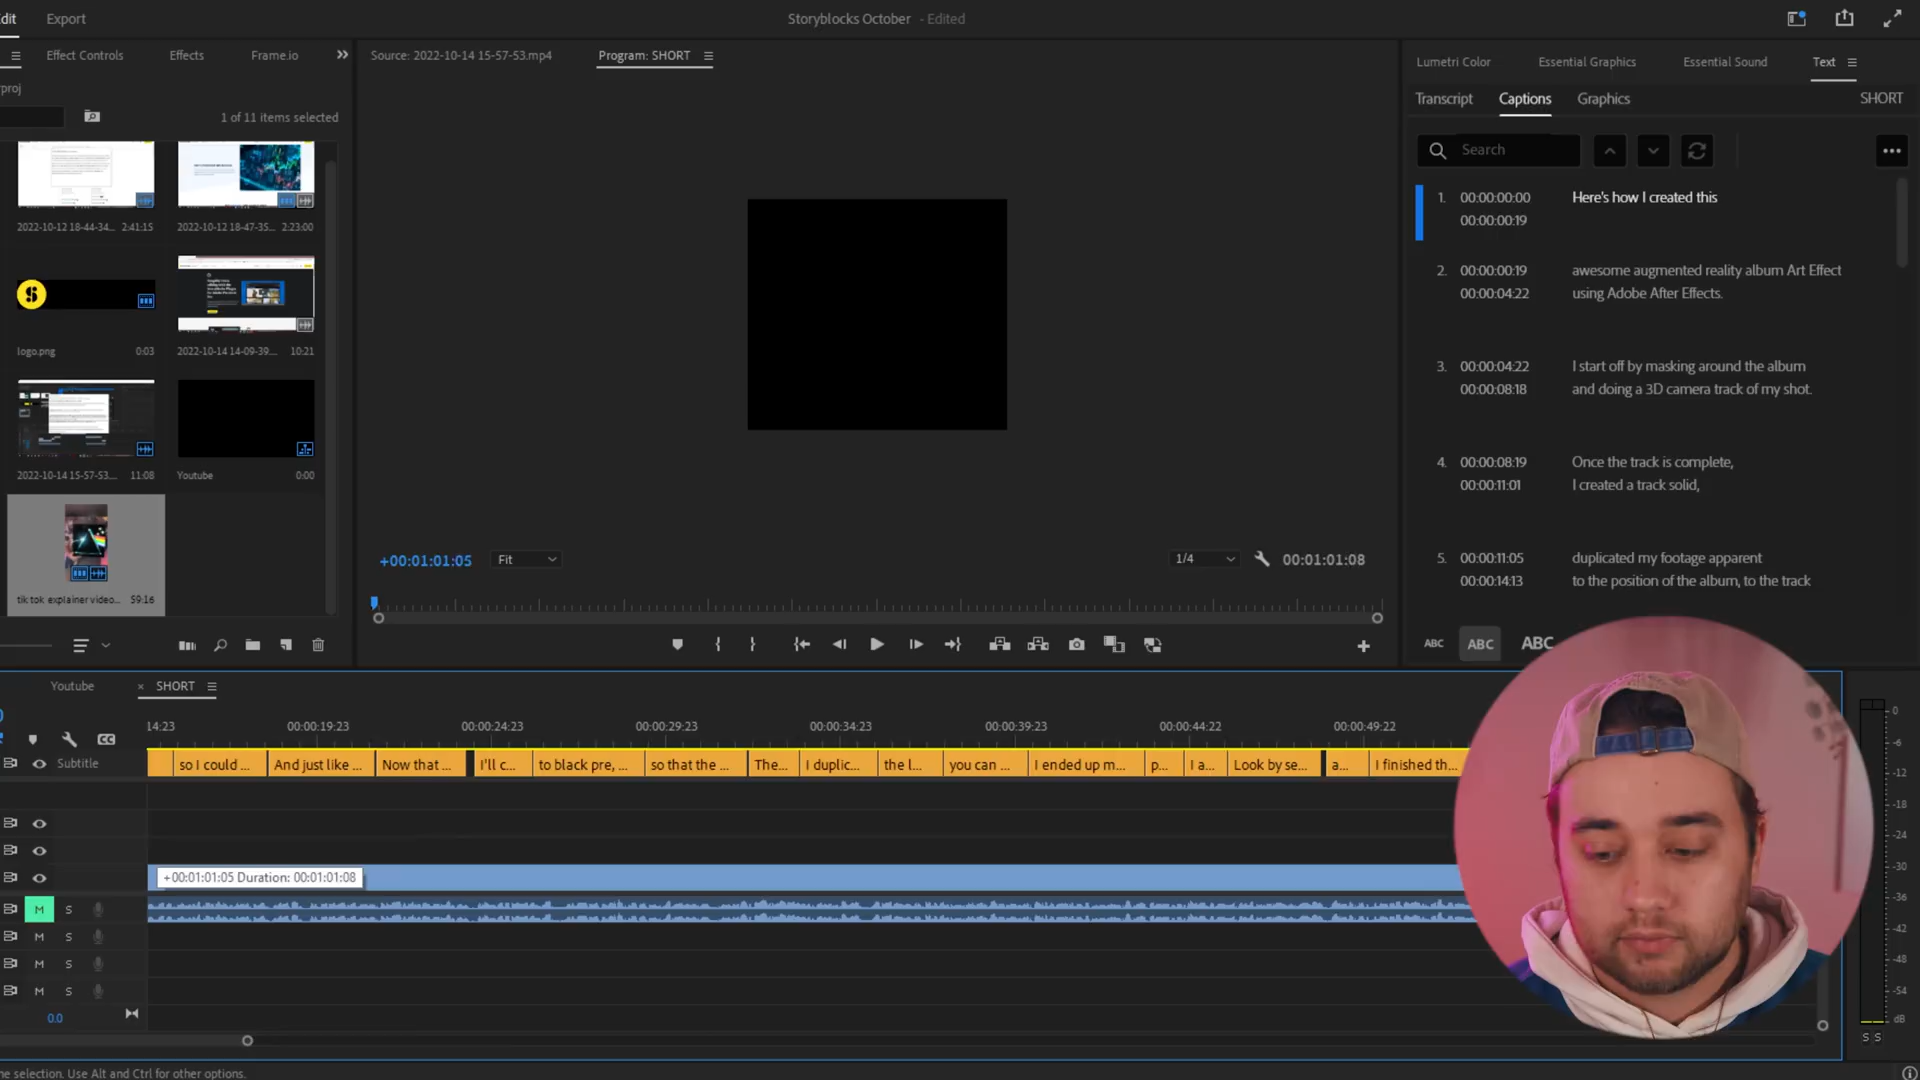 dit
Export
Storyblocks October - Edited
Effect Controls
Effects
Frame.io
Source: 2022-10-14 15-57-53.mp4
Program: SHORT
Lumetri Color
Essential Graphics
Essential Sound
Text
proj
Transcript
Captions
Graphics
SHORT
1 of 11 items selected
Search
2022-10-12 18-44-34... 2:41:15
2022-10-12 18-47-35... 2:23:00
logo.png 0:03
2022-10-14 14-09-39... 10:21
2022-10-14 15-57-53.... 11:08
Youtube 0:00
tik tok explainer video... 59:16
1. 00:00:00:00 Here's how I created this
00:00:00:19
2. 00:00:00:19 awesome augmented reality album Art Effect
00:00:04:22 using Adobe After Effects.
3. 00:00:04:22 I start off by masking around the album
00:00:08:18 and doing a 3D camera track of my shot.
4. 00:00:08:19 Once the track is complete,
00:00:11:01 I created a track solid,
5. 00:00:11:05 duplicated my footage apparent
00:00:14:13 to the position of the album, to the track
+00:01:01:05
Fit
1/4
00:01:01:08
ABC
ABC
ABC
Youtube
× SHORT
14:23
00:00:19:23
00:00:24:23
00:00:29:23
00:00:34:23
00:00:39:23
00:00:44:22
00:00:49:22
CC
Subtitle
so I could ...
And just like ...
Now that ...
I'll c...
to black pre, ...
so that the ...
The...
I duplic...
the l...
you can ...
I ended up m...
p...
I a...
Look by se...
a...
I finished th...
+00:01:01:05 Duration: 00:01:01:08
M S
M S
M S
M S
0.0
0
-6
-12
-18
-24
-30
-36
-42
-48
-54
dB
S S
ne selection. Use Alt and Ctrl for other options.